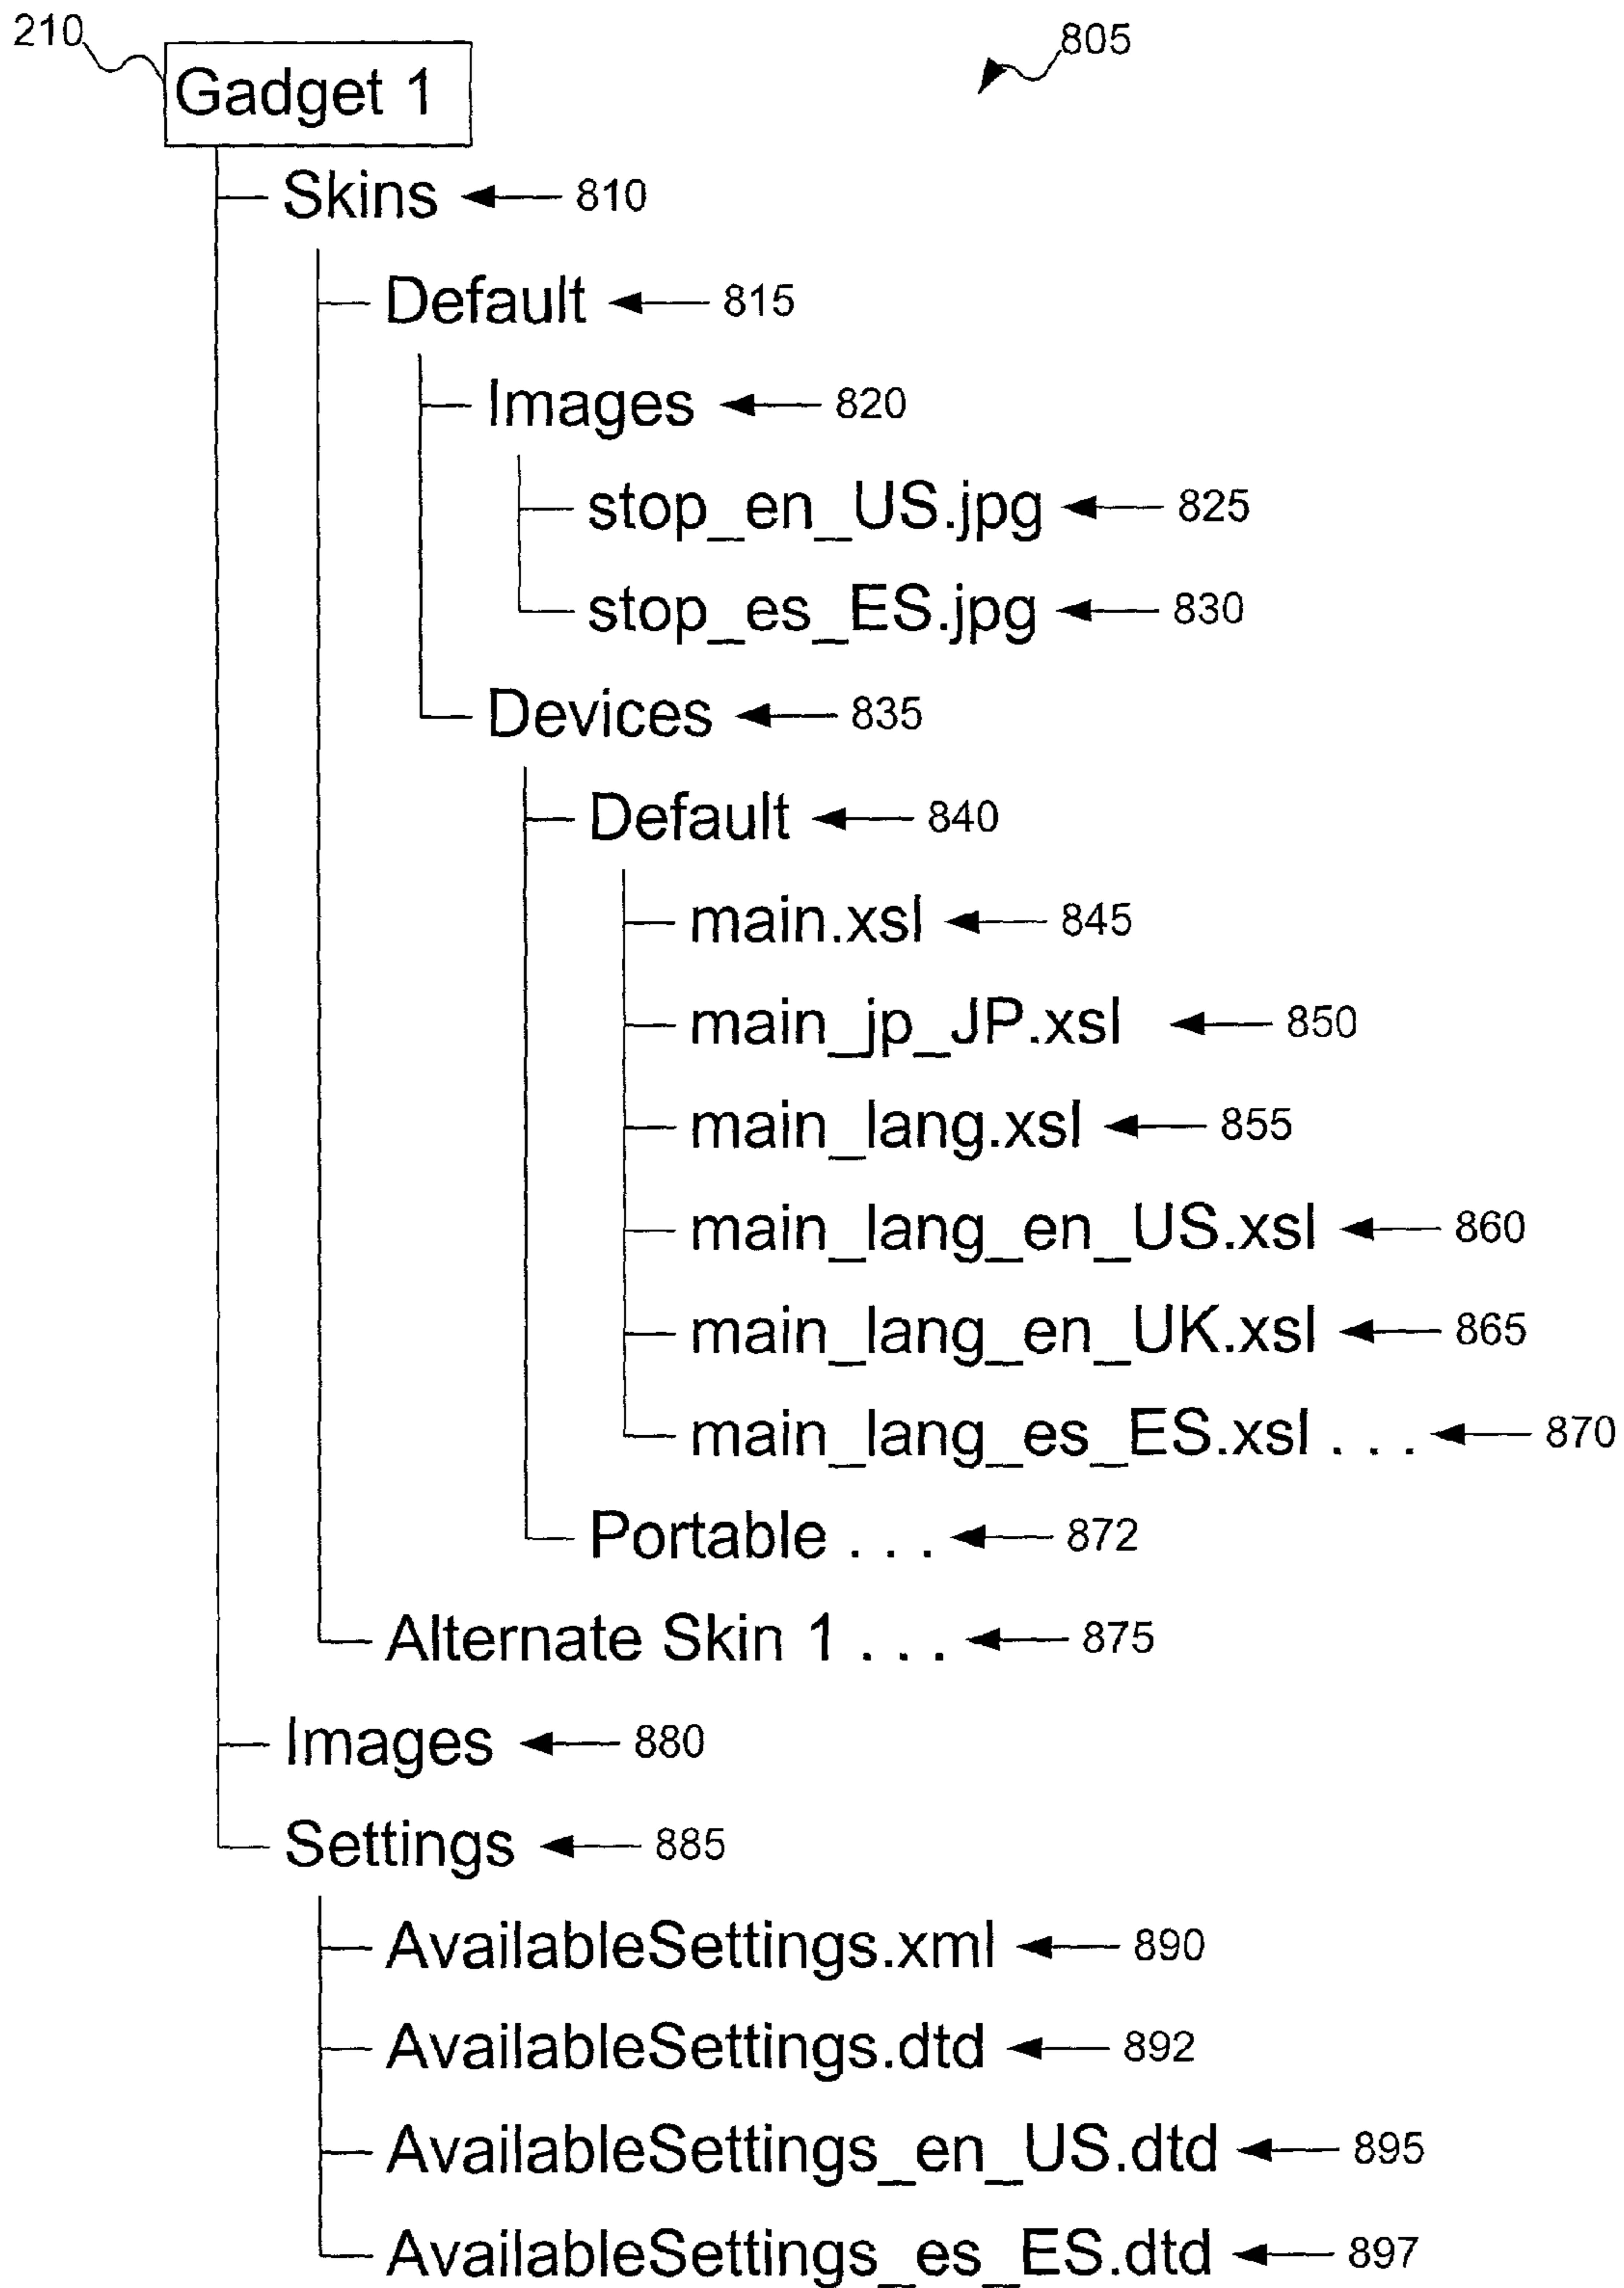 210
805
Gadget 1
Skins 810
Default 815
Images 820
stop_en_US.jpg 825
stop_es_ES.jpg 830
Devices 835
Default 840
main.xsl 845
main_jp_JP.xsl 850
main_lang.xsl 855
main_lang_en_US.xsl 860
main_lang_en_UK.xsl 865
main_lang_es_ES.xsl . . . 870
Portable . . . 872
Alternate Skin 1 . . . 875
Images 880
Settings 885
AvailableSettings.xml 890
AvailableSettings.dtd 892
AvailableSettings_en_US.dtd 895
AvailableSettings_es_ES.dtd 897